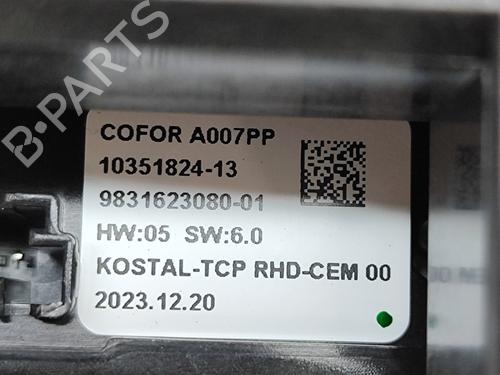 COFOR A007PP
10351824-13
9831623080-01
HW:05 SW:6.0
KOSTAL-TCP RHD-CEM 00
2023.12.20
B-PARTS